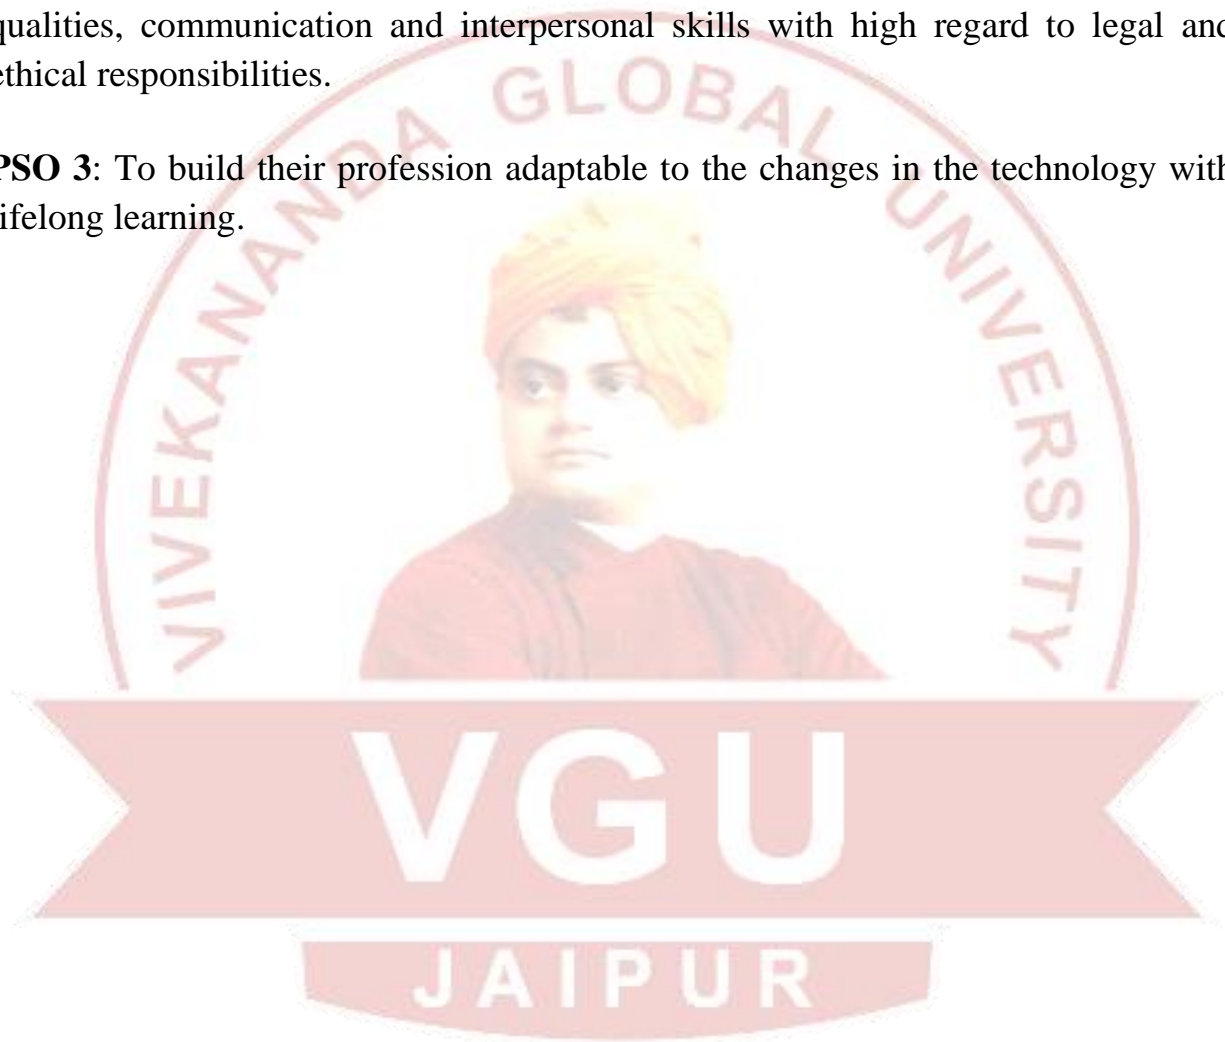 qualities, communication and interpersonal skills with high regard to legal and
ethical responsibilities.
PSO 3: To build their profession adaptable to the changes in the technology with
lifelong learning.
VIVEKANANDA GLOBAL UNIVERSITY
VGU
JAIPUR